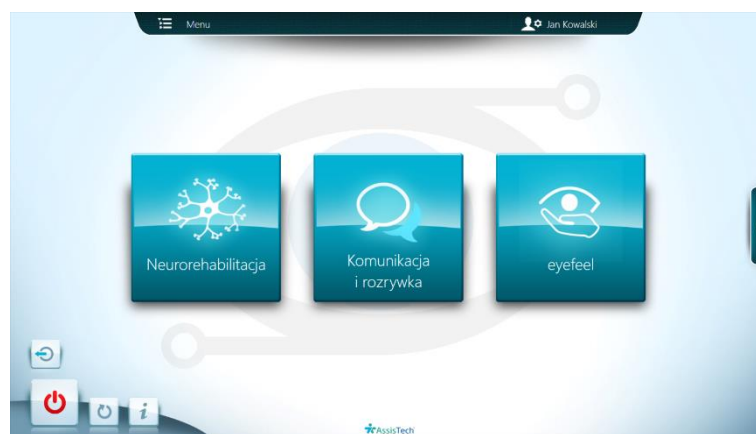 Menu
Jan Kowalski
Neurorehabilitacja
Komunikacja
i rozrywka
eyefeel
i
AssisTech